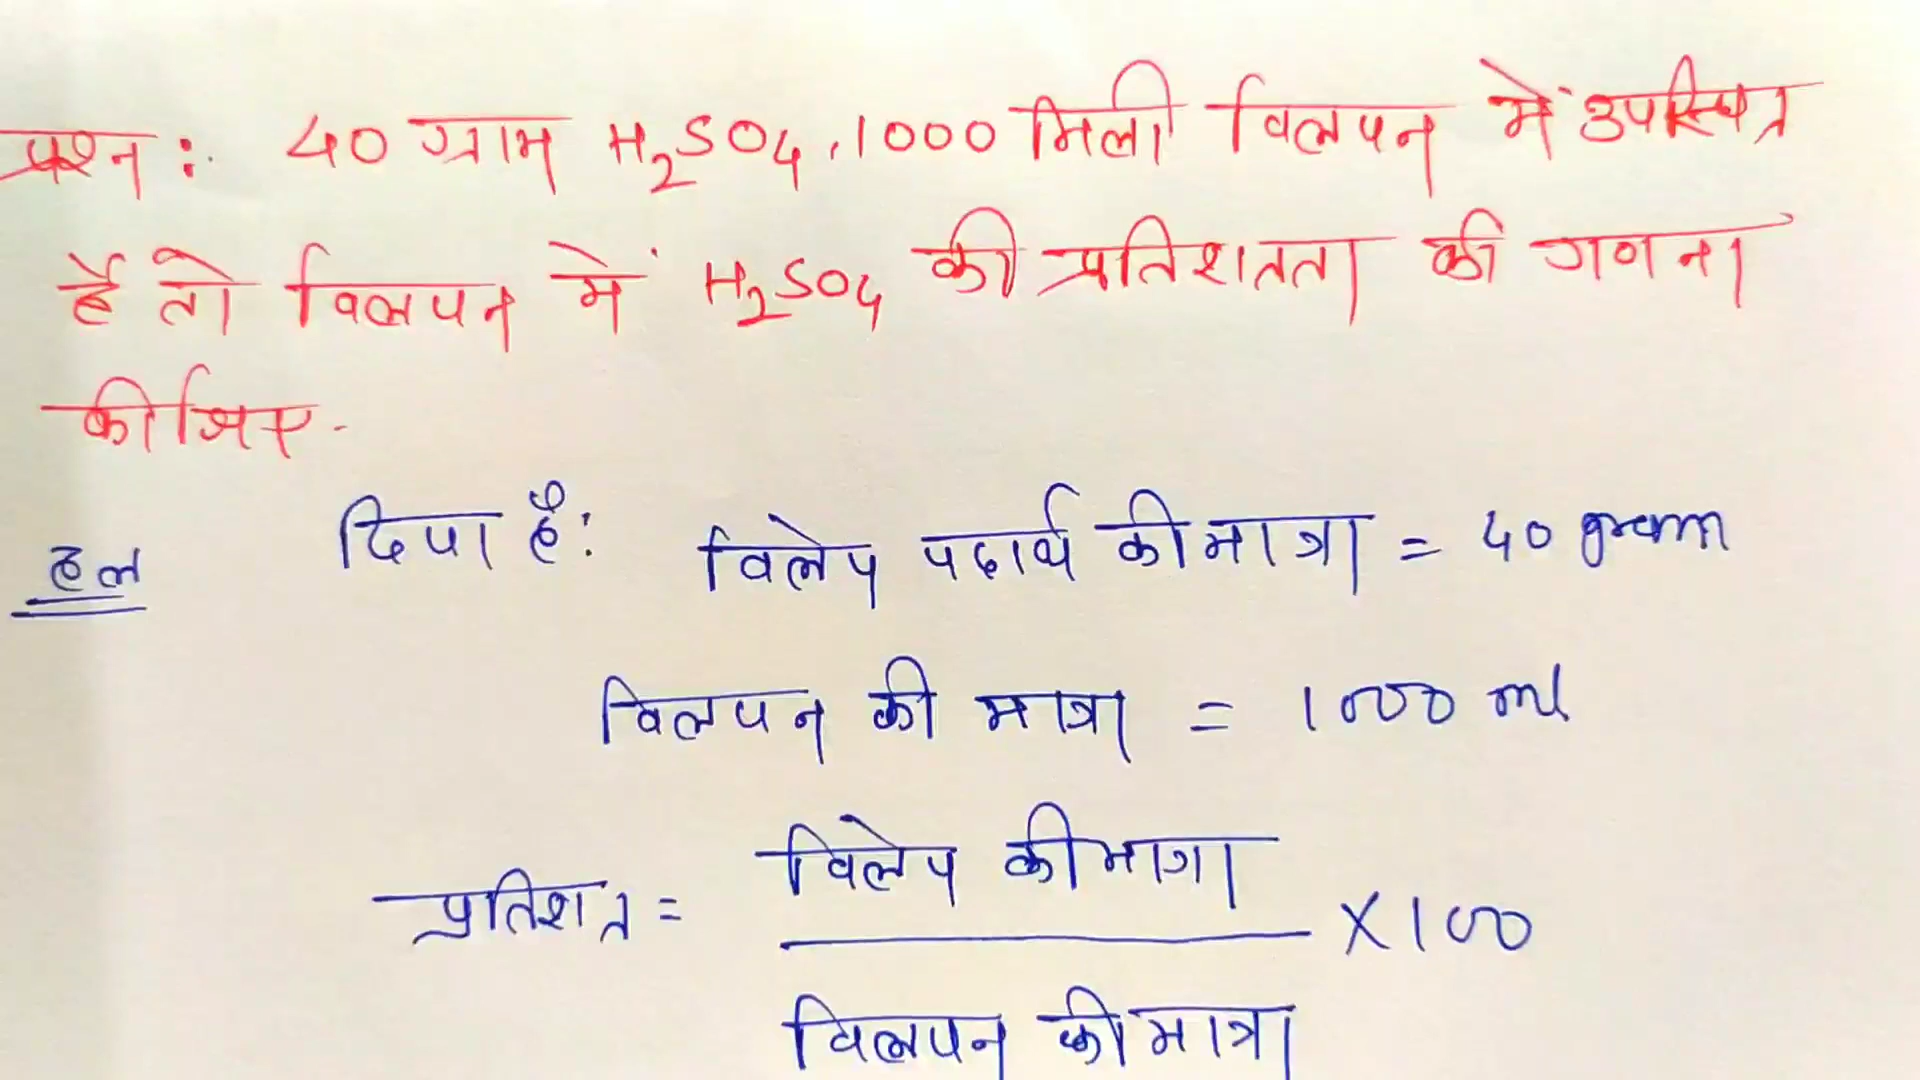 प्रश्न : 40 ग्राम H₂SO₄, 1000 मिली विलयन में उपस्थित
है तो विलयन में H₂SO₄ की प्रतिशतता की गणना
कीजिए.
हल दिया है: विलेय पदार्थ की मात्रा = 40 gram
विलयन की मात्रा = 1000 ml
विलेय की मात्रा
प्रतिशत = ×100
विलयन की मात्रा